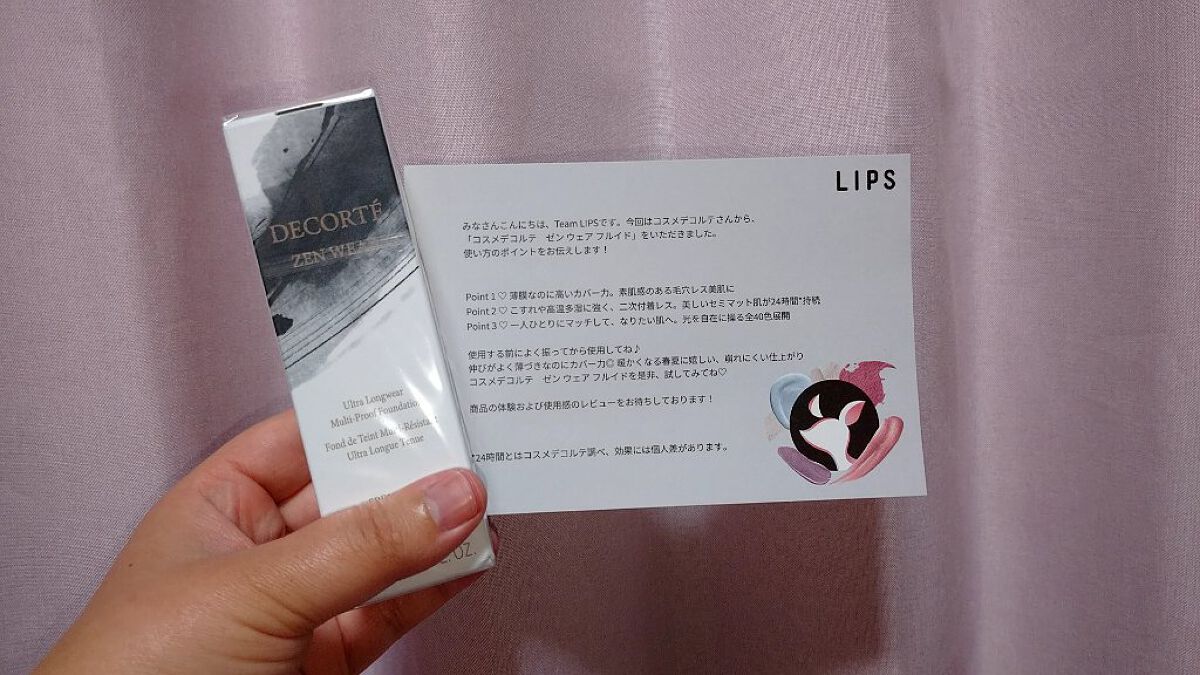 DECORTÉ
ZEN WEAR
Ultra Longwear
Multi-Proof Foundation
Fond de Teint Multi-Résistant
Ultra Longue Tenue
OZ.
LIPS
みなさんこんにちは、Team LIPSです。今回はコスメデコルテさんから、
「コスメデコルテ　ゼン ウェア フルイド」をいただきました。
使い方のポイントをお伝えします！
Point 1 ♡ 薄膜なのに高いカバー力。素肌感のある毛穴レス美肌に
Point 2 ♡ こすれや高温多湿に強く、二次付着レス。美しいセミマット肌が24時間*持続
Point 3 ♡ 一人ひとりにマッチして、なりたい肌へ。光を自在に操る全40色展開
使用する前によく振ってから使用してね♪
伸びがよく薄づきなのにカバー力◎ 暖かくなる春夏に嬉しい、崩れにくい仕上がり
コスメデコルテ　ゼン ウェア フルイドを是非、試してみてね♡
商品の体験および使用感のレビューをお待ちしております！
*24時間とはコスメデコルテ調べ、効果には個人差があります。